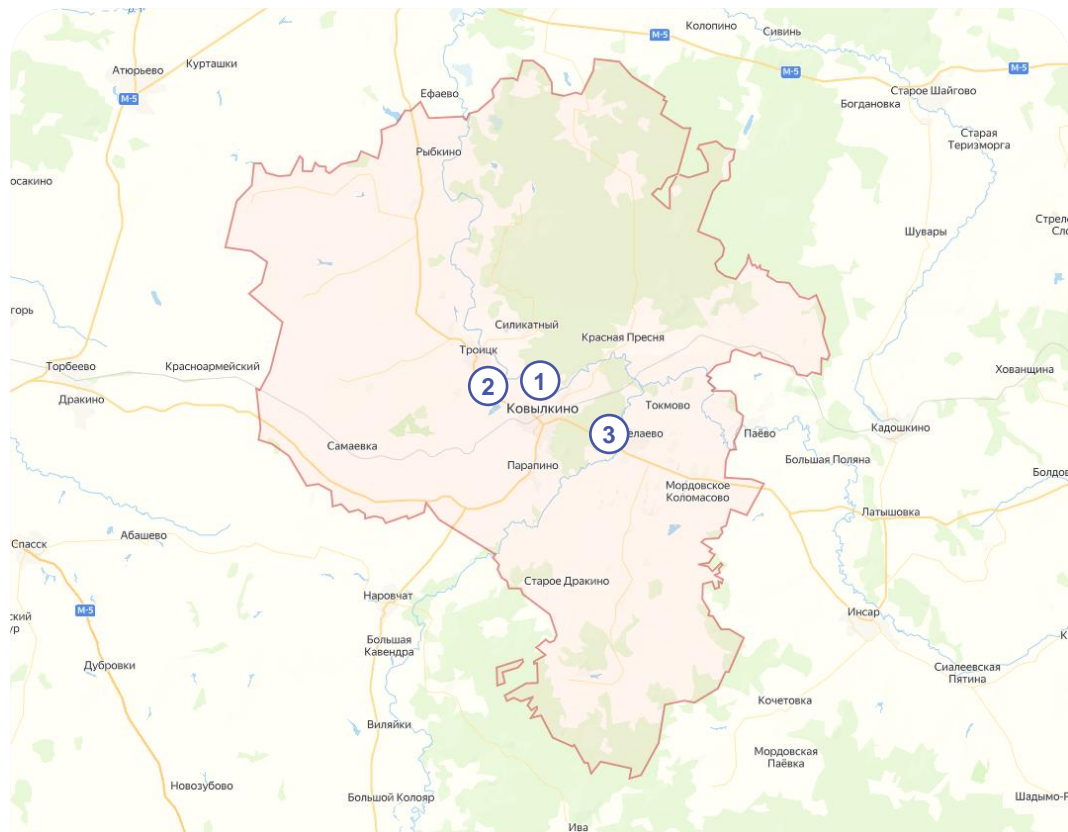 Колопино
Сивинь
М-5
Курташки
Атюрьево
М-5
М-5
М-5
Ефаево
Старое Шайгово
Богдановка
Старая
Теризморга
Рыбкино
осакино
Стрел
Сло
Шувары
горь
Силикатный
Красная Пресня
Троицк
Торбеево
Красноармейский
Хованщина
1
2
Дракино
Ковылкино
Токмово
3
елаево
Паёво
Кадошкино
Самаевка
Большая Поляна
Парапино
Болдов
Мордовское
Коломасово
Латышовка
Абашево
Спасск
Старое Дракино
Наровчат
ский
ур
М-5
Инсар
К
Большая
Кавендра
Дубровки
Сиалеевская
Пятина
Кочетовка
Виляйки
Мордовская
Паёвка
Новозубово
Большой Колояр
Шадымо-Р
Ива